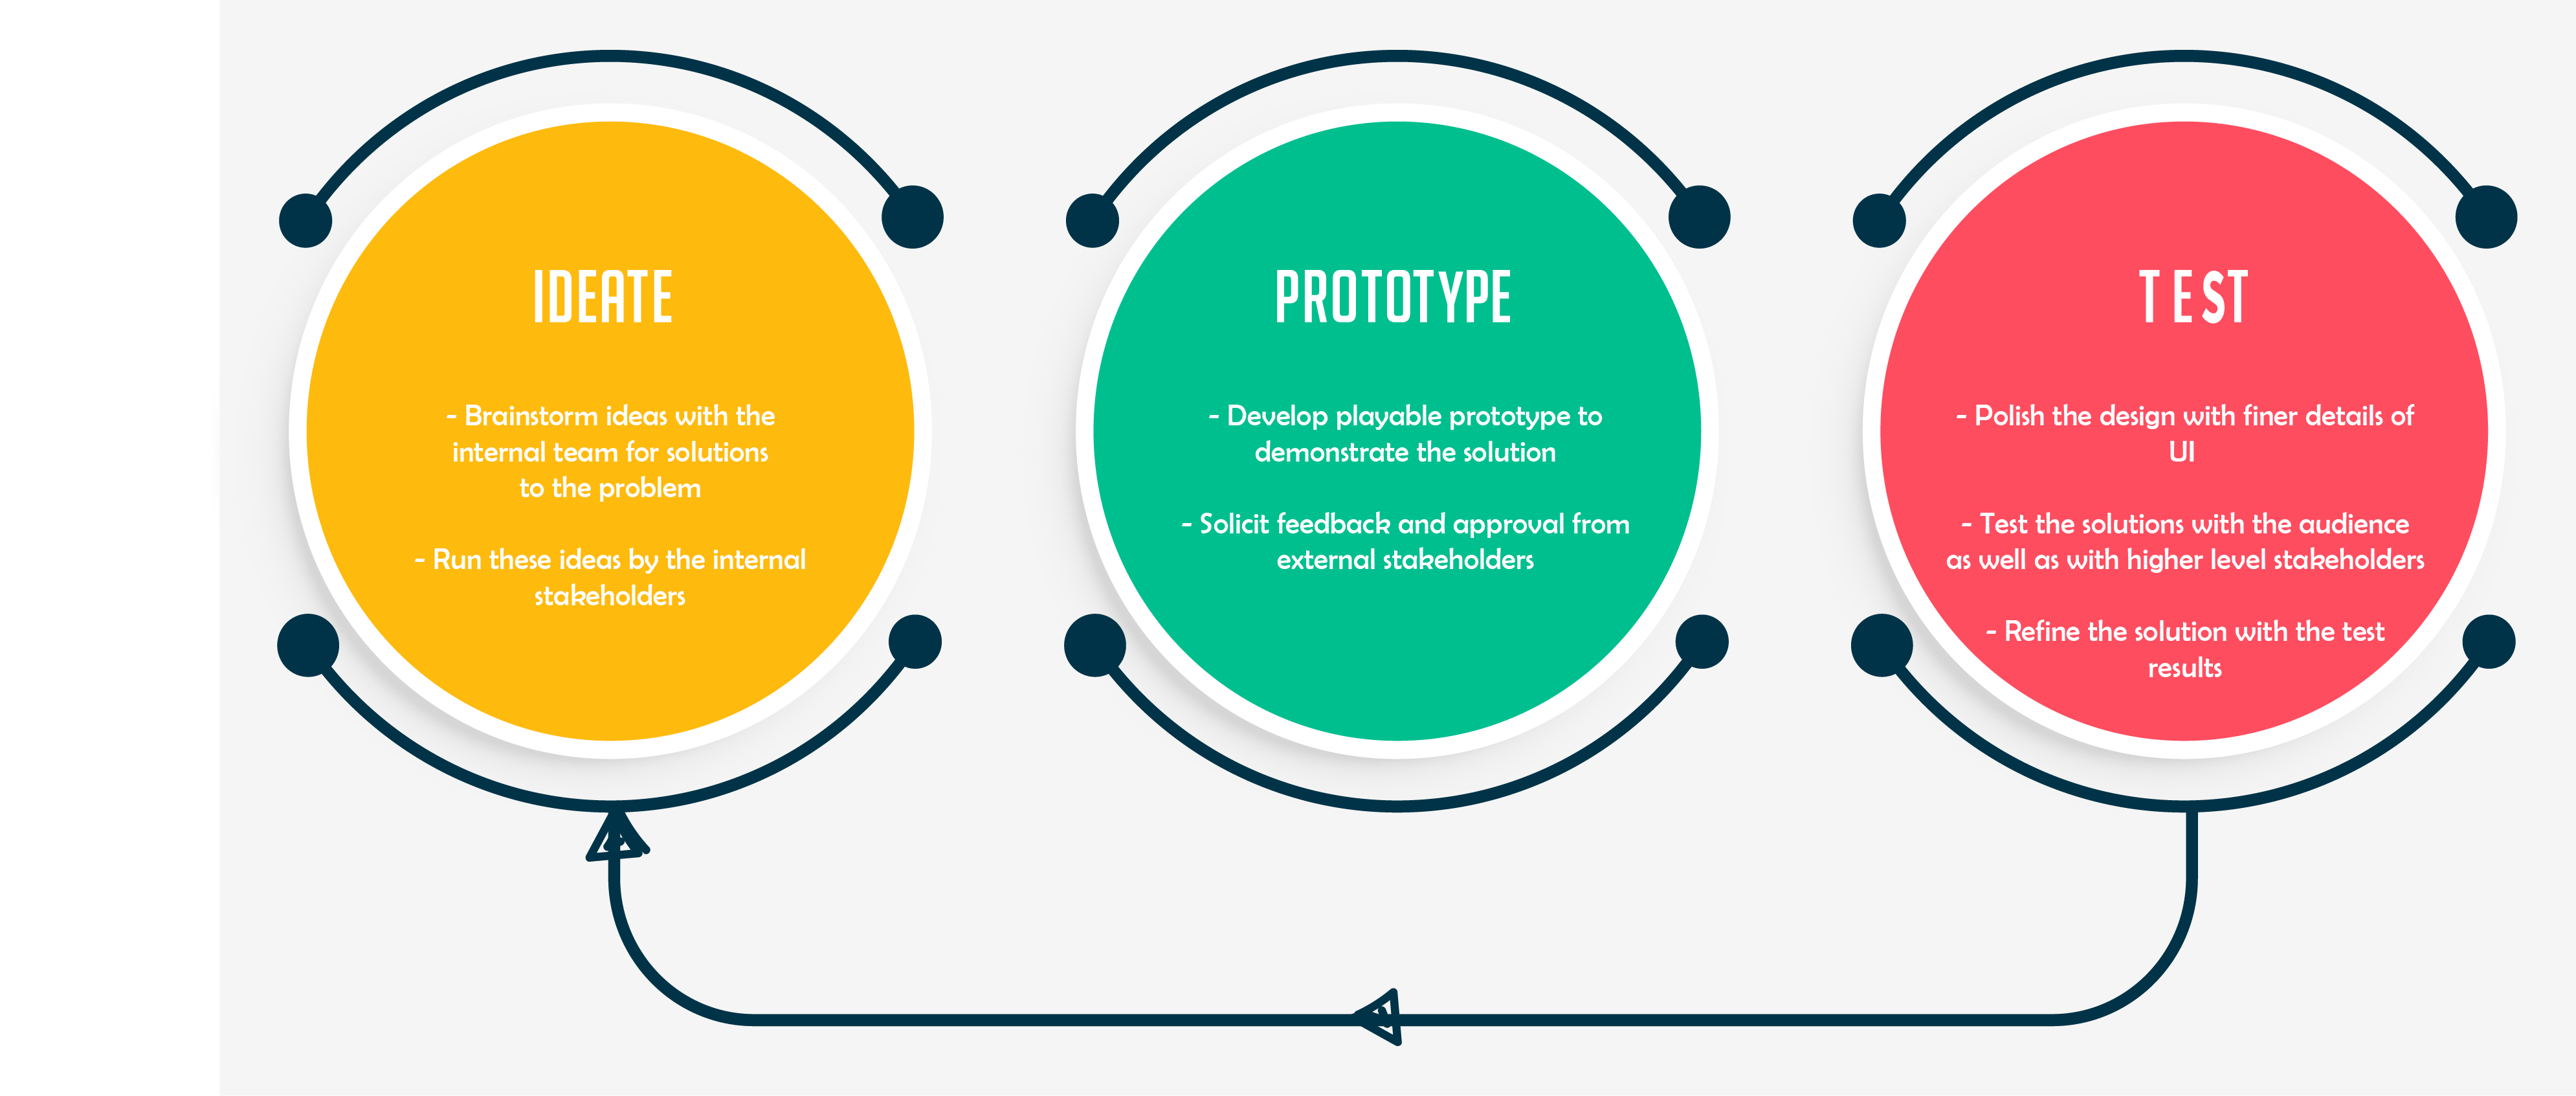 IDEATE
- Brainstorm ideas with the
internal team for solutions
to the problem
- Run these ideas by the internal
stakeholders
PROTOTYPE
- Develop playable prototype to
demonstrate the solution
- Solicit feedback and approval from
external stakeholders
TEST
- Polish the design with finer details of
UI
- Test the solutions with the audience
as well as with higher level stakeholders
- Refine the solution with the test
results